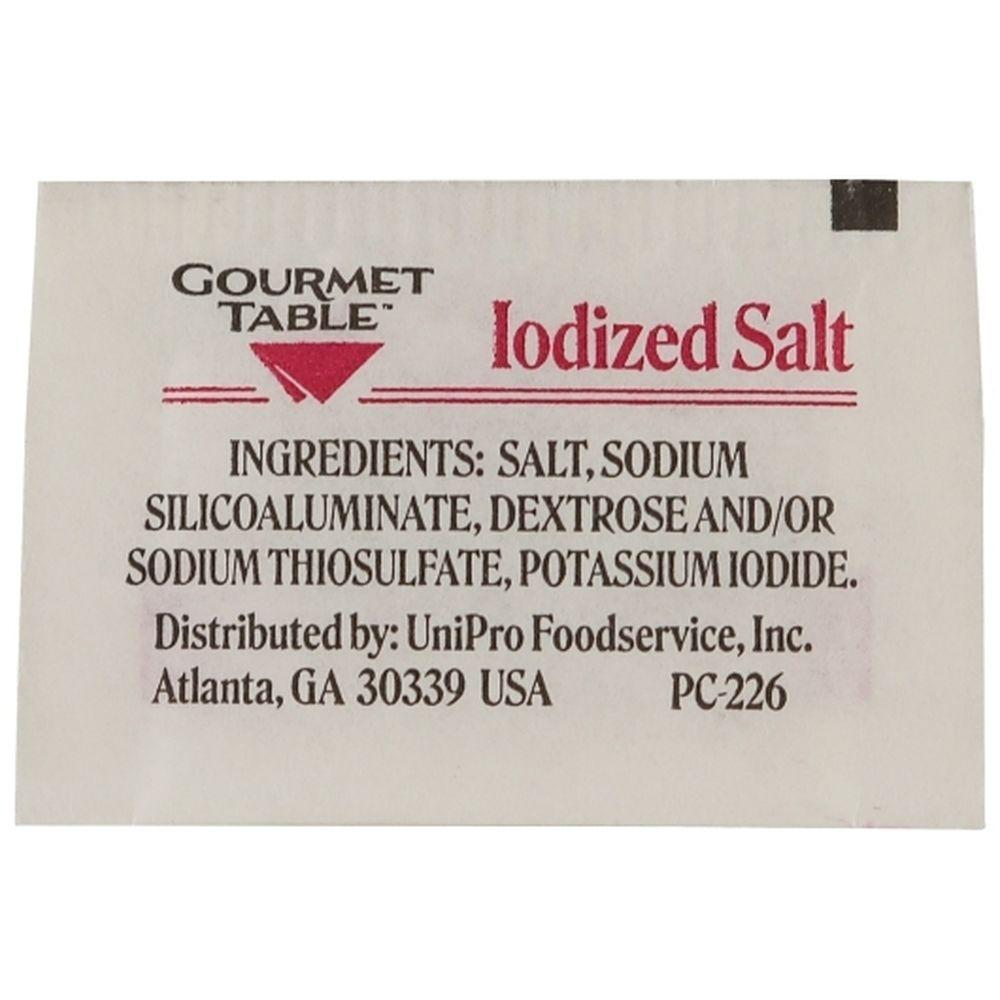 GOURMET
TABLE™
Iodized Salt
INGREDIENTS: SALT, SODIUM
SILICOALUMINATE, DEXTROSE AND/OR
SODIUM THIOSULFATE, POTASSIUM IODIDE.
Distributed by: UniPro Foodservice, Inc.
Atlanta, GA 30339 USA PC-226